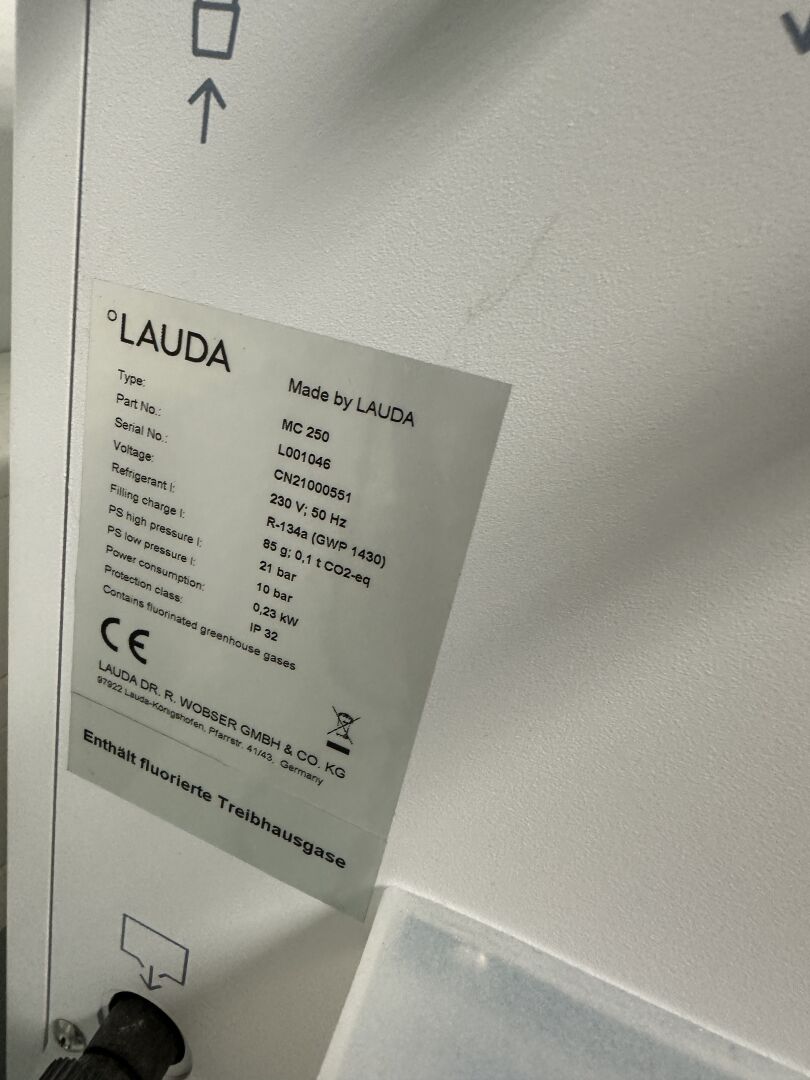 °LAUDA
Made by LAUDA
Type: MC 250
Part No.: L001046
Serial No.: CN21000551
Voltage: 230 V; 50 Hz
Refrigerant I: R-134a (GWP 1430)
Filling charge I: 85 g; 0,1 t CO2-eq
PS high pressure I: 21 bar
PS low pressure I: 10 bar
Power consumption: 0,23 kW
Protection class: IP 32
Contains fluorinated greenhouse gases
CE
LAUDA DR. R. WOBSER GMBH & CO. KG
97922 Lauda-Königshofen, Pfarrstr. 41/43, Germany
Enthält fluorierte Treibhausgase